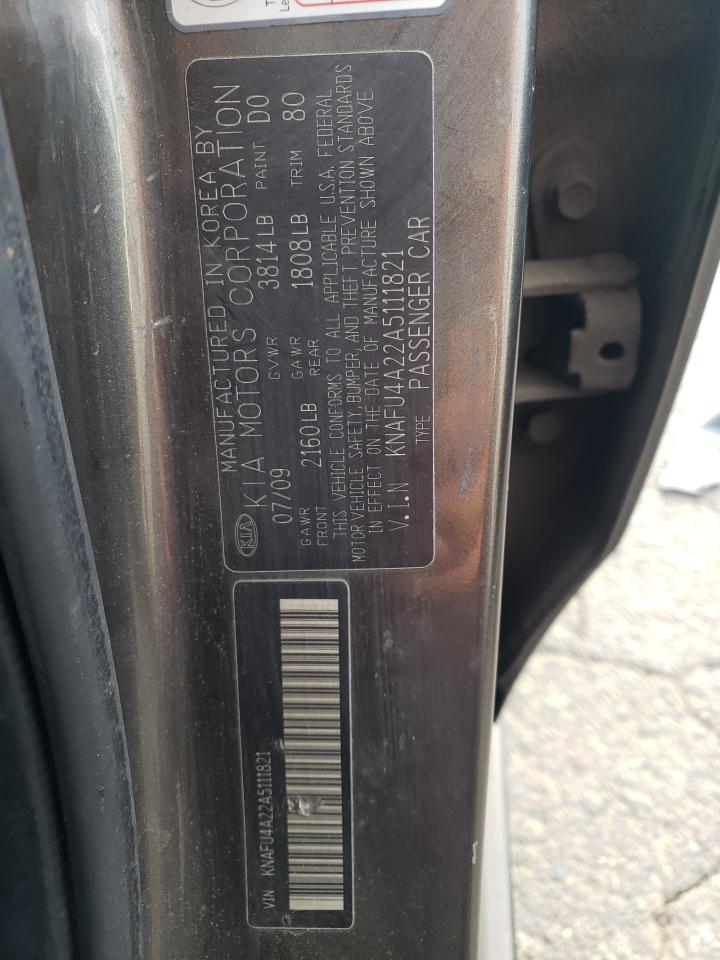 MANUFACTURED IN KOREA BY
KIA KIA MOTORS CORPORATION
07/09 GVWR 3814LB PAINT D0
GAWR FRONT 2160LB GAWR REAR 1808LB TRIM 80
THIS VEHICLE CONFORMS TO ALL APPLICABLE U.S.A. FEDERAL
MOTOR VEHICLE SAFETY, BUMPER, AND THEFT PREVENTION STANDARDS
IN EFFECT ON THE DATE OF MANUFACTURE SHOWN ABOVE
V.I.N KNAFU4A22A5111821
TYPE PASSENGER CAR
VIN KNAFU4A22A5111821